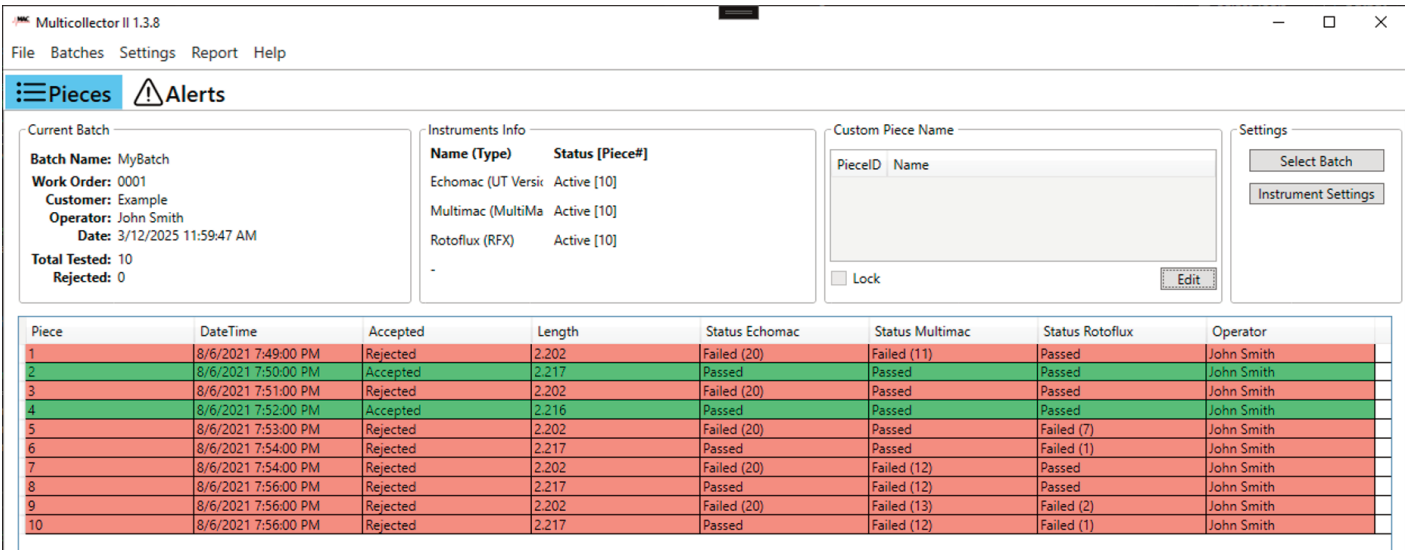 MAC Multicollector II 1.3.8
File Batches Settings Report Help
Pieces Alerts
Current Batch
Batch Name: MyBatch
Work Order: 0001
Customer: Example
Operator: John Smith
Date: 3/12/2025 11:59:47 AM
Total Tested: 10
Rejected: 0
Instruments Info
Name (Type) Status [Piece#]
Echomac (UT Versic Active [10]
Multimac (MultiMa Active [10]
Rotoflux (RFX) Active [10]
-
Custom Piece Name
PieceID Name
Lock Edit
Settings
Select Batch
Instrument Settings
Piece DateTime Accepted Length Status Echomac Status Multimac Status Rotoflux Operator
1 8/6/2021 7:49:00 PM Rejected 2.202 Failed (20) Failed (11) Passed John Smith
2 8/6/2021 7:50:00 PM Accepted 2.217 Passed Passed Passed John Smith
3 8/6/2021 7:51:00 PM Rejected 2.202 Failed (20) Passed Passed John Smith
4 8/6/2021 7:52:00 PM Accepted 2.216 Passed Passed Passed John Smith
5 8/6/2021 7:53:00 PM Rejected 2.202 Failed (20) Passed Failed (7) John Smith
6 8/6/2021 7:54:00 PM Rejected 2.217 Passed Passed Failed (1) John Smith
7 8/6/2021 7:54:00 PM Rejected 2.202 Failed (20) Failed (12) Passed John Smith
8 8/6/2021 7:56:00 PM Rejected 2.217 Passed Failed (12) Passed John Smith
9 8/6/2021 7:56:00 PM Rejected 2.202 Failed (20) Failed (13) Failed (2) John Smith
10 8/6/2021 7:56:00 PM Rejected 2.217 Passed Failed (12) Failed (1) John Smith